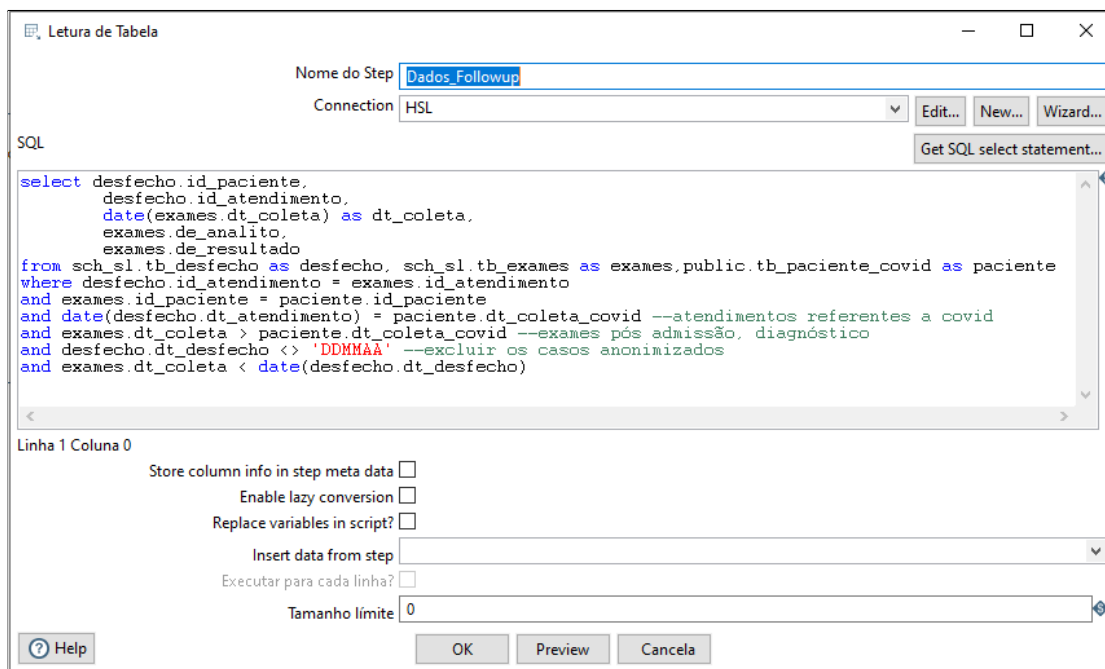 Letura de Tabela
Nome do Step Dados_Followup
Connection HSL Edit... New... Wizard...
SQL Get SQL select statement...
select desfecho.id_paciente,
desfecho.id_atendimento,
date(exames.dt_coleta) as dt_coleta,
exames.de_analito,
exames.de_resultado
from sch_sl.tb_desfecho as desfecho, sch_sl.tb_exames as exames,public.tb_paciente_covid as paciente
where desfecho.id_atendimento = exames.id_atendimento
and exames.id_paciente = paciente.id_paciente
and date(desfecho.dt_atendimento) = paciente.dt_coleta_covid --atendimentos referentes a covid
and exames.dt_coleta > paciente.dt_coleta_covid --exames pós admissão, diagnóstico
and desfecho.dt_desfecho <> 'DDMMAA' --excluir os casos anonimizados
and exames.dt_coleta < date(desfecho.dt_desfecho)
Linha 1 Coluna 0
Store column info in step meta data
Enable lazy conversion
Replace variables in script?
Insert data from step
Executar para cada linha?
Tamanho límite 0
Help OK Preview Cancela